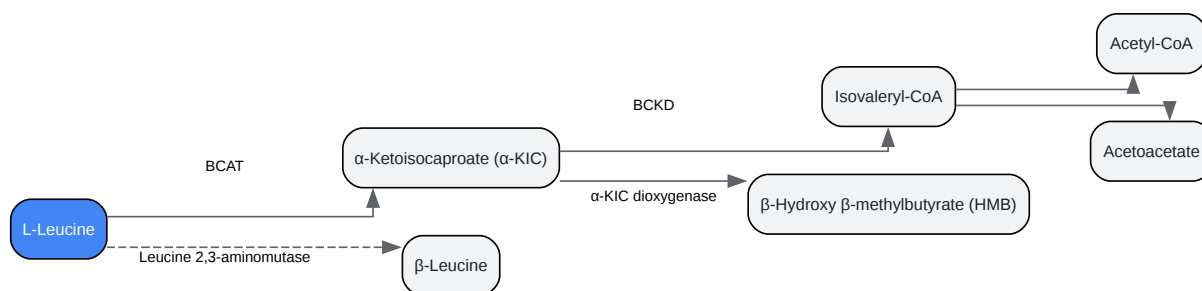 Acetyl-CoA
BCKD
Isovaleryl-CoA
Acetoacetate
BCAT
α-Ketoisocaproate (α-KIC)
α-KIC dioxygenase
β-Hydroxy β-methylbutyrate (HMB)
L-Leucine
Leucine 2,3-aminomutase
β-Leucine